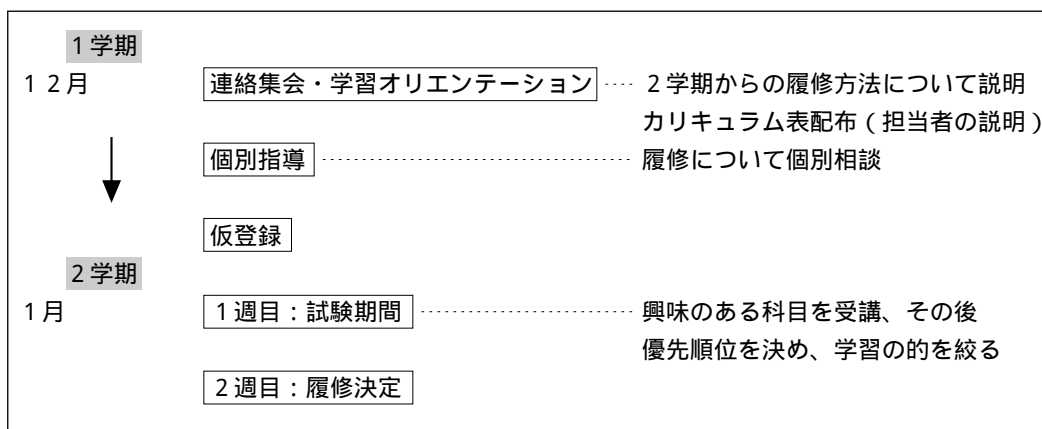 1学期
12月 連絡集会・学習オリエンテーション 2学期からの履修方法について説明
カリキュラム表配布(担当者の説明)
個別指導 履修について個別相談
仮登録
2学期
1月 1週目:試験期間 興味のある科目を受講、その後
優先順位を決め、学習の的を絞る
2週目:履修決定